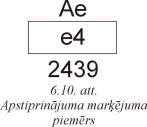 Ae
e4
2439
6.10. att.
Apstiprinājuma marķējuma
piemērs